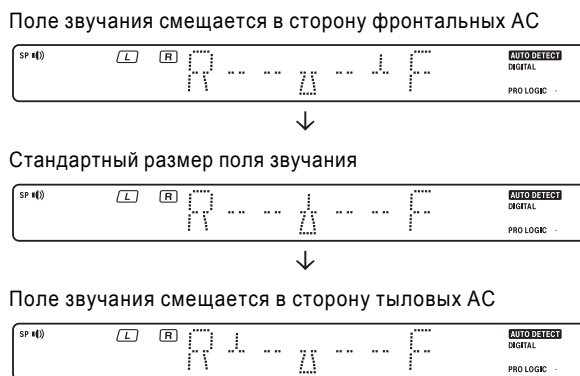 Поле звучания смещается в сторону фронтальных АС
SP L R R F AUTO DETECT
DIGITAL
PRO LOGIC
Стандартный размер поля звучания
SP L R R F AUTO DETECT
DIGITAL
PRO LOGIC
Поле звучания смещается в сторону тыловых АС
SP L R R F AUTO DETECT
DIGITAL
PRO LOGIC